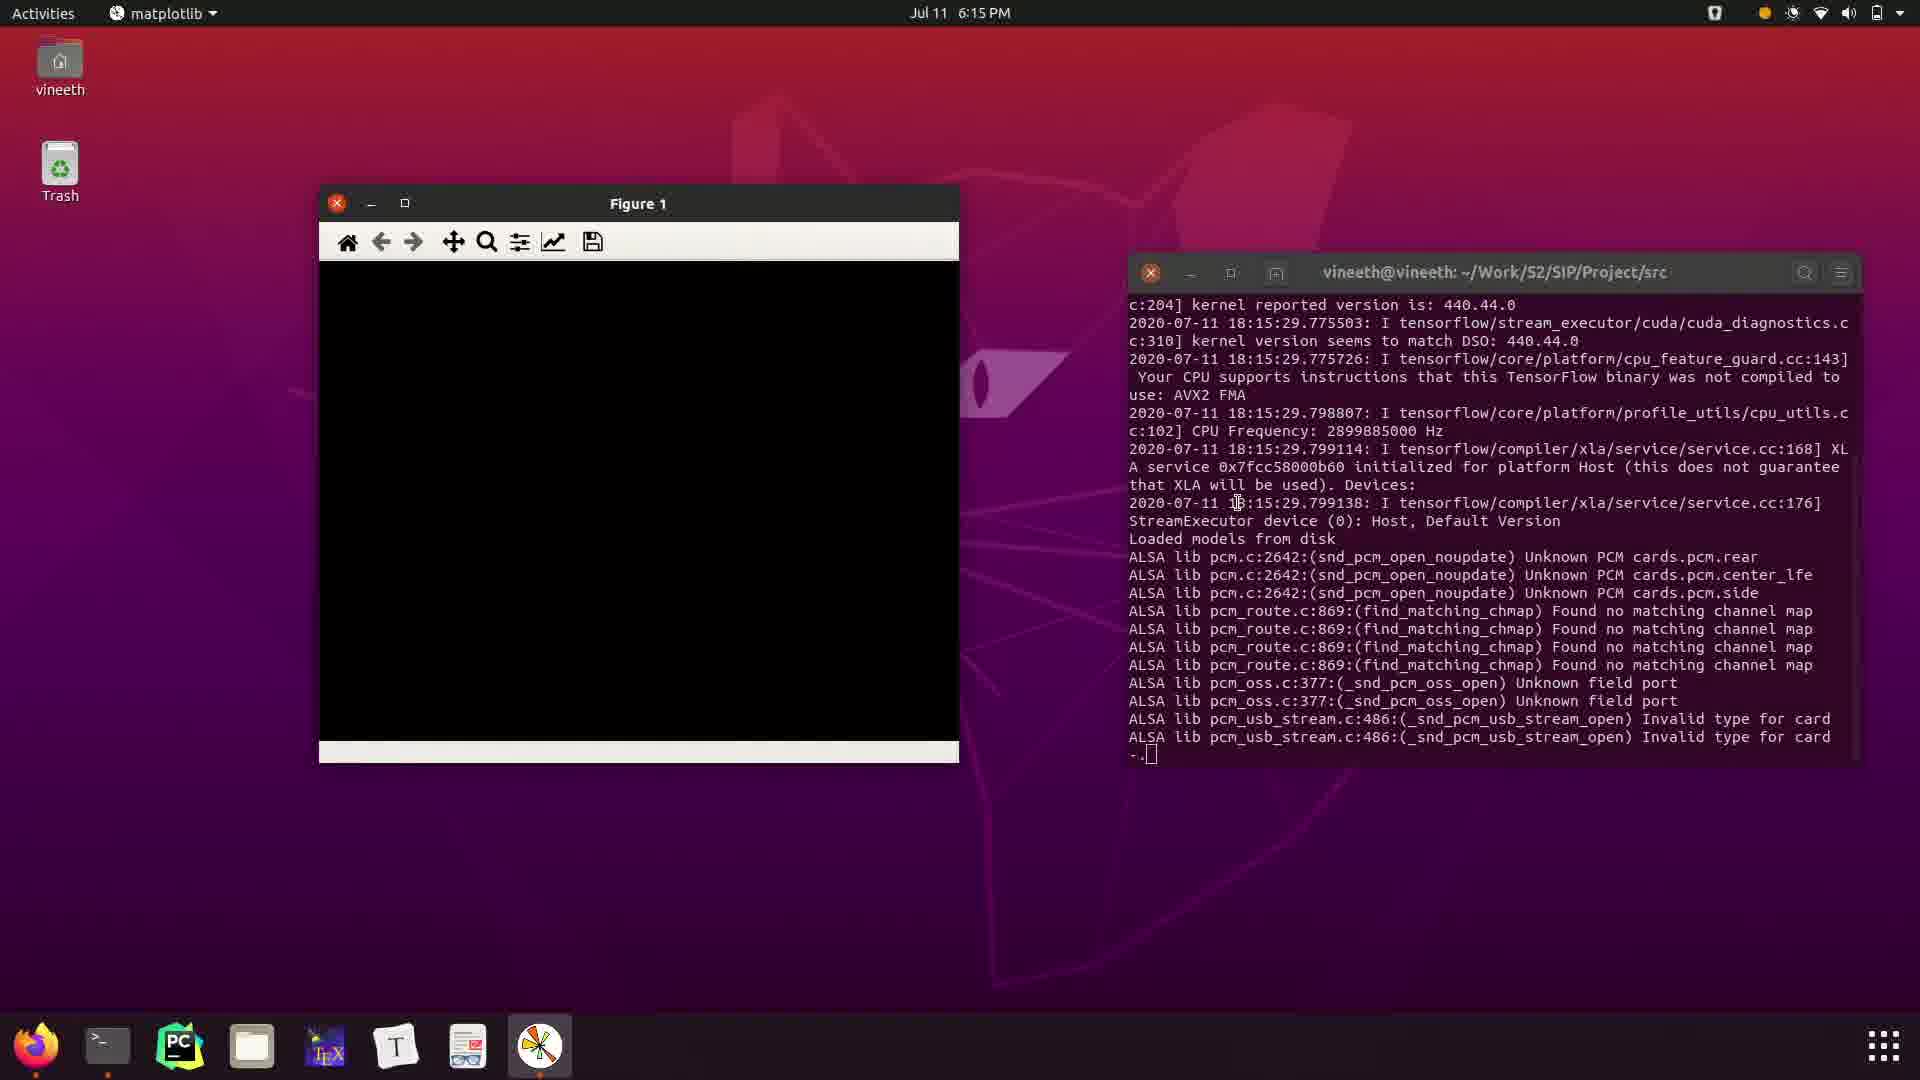 Activities
matplotlib
Jul 11 6:15 PM
vineeth
Trash
Figure 1
vineeth@vineeth: ~/Work/S2/SIP/Project/src
c:204] kernel reported version is: 440.44.0
2020-07-11 18:15:29.775503: I tensorflow/stream_executor/cuda/cuda_diagnostics.c
c:310] kernel version seems to match DSO: 440.44.0
2020-07-11 18:15:29.775726: I tensorflow/core/platform/cpu_feature_guard.cc:143]
Your CPU supports instructions that this TensorFlow binary was not compiled to
use: AVX2 FMA
2020-07-11 18:15:29.798807: I tensorflow/core/platform/profile_utils/cpu_utils.c
c:102] CPU Frequency: 2899885000 Hz
2020-07-11 18:15:29.799114: I tensorflow/compiler/xla/service/service.cc:168] XL
A service 0x7fcc58000b60 initialized for platform Host (this does not guarantee
that XLA will be used). Devices:
2020-07-11 18:15:29.799138: I tensorflow/compiler/xla/service/service.cc:176]
StreamExecutor device (0): Host, Default Version
Loaded models from disk
ALSA lib pcm.c:2642:(snd_pcm_open_noupdate) Unknown PCM cards.pcm.rear
ALSA lib pcm.c:2642:(snd_pcm_open_noupdate) Unknown PCM cards.pcm.center_lfe
ALSA lib pcm.c:2642:(snd_pcm_open_noupdate) Unknown PCM cards.pcm.side
ALSA lib pcm_route.c:869:(find_matching_chmap) Found no matching channel map
ALSA lib pcm_route.c:869:(find_matching_chmap) Found no matching channel map
ALSA lib pcm_route.c:869:(find_matching_chmap) Found no matching channel map
ALSA lib pcm_route.c:869:(find_matching_chmap) Found no matching channel map
ALSA lib pcm_oss.c:377:(_snd_pcm_oss_open) Unknown field port
ALSA lib pcm_oss.c:377:(_snd_pcm_oss_open) Unknown field port
ALSA lib pcm_usb_stream.c:486:(_snd_pcm_usb_stream_open) Invalid type for card
ALSA lib pcm_usb_stream.c:486:(_snd_pcm_usb_stream_open) Invalid type for card
-.
>_
PC
TEX
T